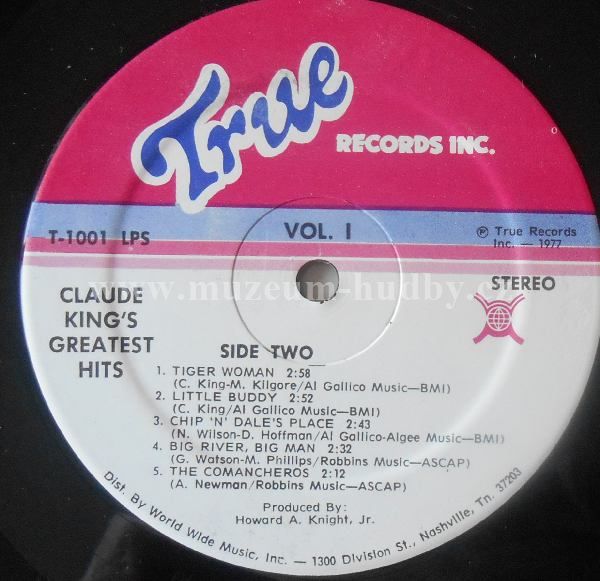 True
RECORDS INC.
T-1001 LPS
VOL. I
℗ True Records
Inc. — 1977
www.muzeum-hudby.
CLAUDE
KING'S
GREATEST
HITS
STEREO
SIDE TWO
1. TIGER WOMAN 2:58
(C. King-M. Kilgore/Al Gallico Music—BMI)
2. LITTLE BUDDY 2:52
(C. King/Al Gallico Music—BMI)
3. CHIP 'N' DALE'S PLACE 2:43
(N. Wilson-D. Hoffman/Al Gallico-Algee Music—BMI)
4. BIG RIVER, BIG MAN 2:32
(G. Watson-M. Phillips/Robbins Music—ASCAP)
5. THE COMANCHEROS 2:12
(A. Newman/Robbins Music—ASCAP)
Produced By:
Howard A. Knight, Jr.
Dist. By World Wide Music, Inc. — 1300 Division St., Nashville, Tn. 37203